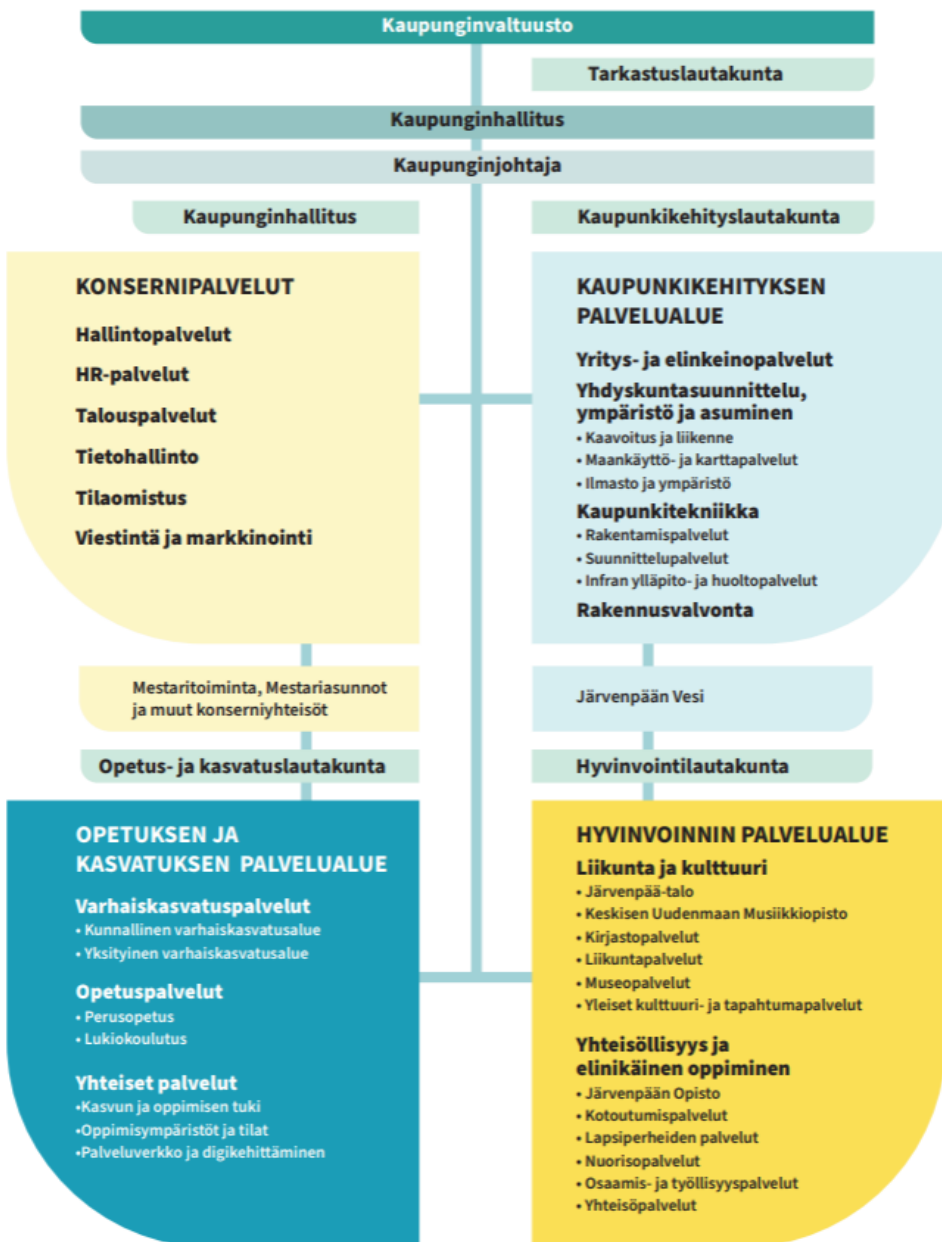 Kaupunginvaltuusto
Tarkastuslautakunta
Kaupunginhallitus
Kaupunginjohtaja
Kaupunginhallitus
KONSERNIPALVELUT
Hallintopalvelut
HR-palvelut
Talouspalvelut
Tietohallinto
Tilaomistus
Viestintä ja markkinointi
Mestaritoiminta, Mestariasunnot
ja muut konserniyhteisöt
Kaupunkikehityslautakunta
KAUPUNKIKEHITYKSEN
PALVELUALUE
Yritys- ja elinkeinopalvelut
Yhdyskuntasuunnittelu,
ympäristö ja asuminen
• Kaavoitus ja liikenne
• Maankäyttö- ja karttapalvelut
• Ilmasto ja ympäristö
Kaupunkitekniikka
• Rakentamispalvelut
• Suunnittelupalvelut
• Infran ylläpito- ja huoltopalvelut
Rakennusvalvonta
Järvenpään Vesi
Opetus- ja kasvatuslautakunta
OPETUKSEN JA
KASVATUKSEN PALVELUALUE
Varhaiskasvatuspalvelut
• Kunnallinen varhaiskasvatusalue
• Yksityinen varhaiskasvatusalue
Opetuspalvelut
• Perusopetus
• Lukiokoulutus
Yhteiset palvelut
•Kasvun ja oppimisen tuki
•Oppimisympäristöt ja tilat
•Palveluverkko ja digikehittäminen
Hyvinvointilautakunta
HYVINVOINNIN PALVELUALUE
Liikunta ja kulttuuri
• Järvenpää-talo
• Keskisen Uudenmaan Musiikkiopisto
• Kirjastopalvelut
• Liikuntapalvelut
• Museopalvelut
• Yleiset kulttuuri- ja tapahtumapalvelut
Yhteisöllisyys ja
elinikäinen oppiminen
• Järvenpään Opisto
• Kotoutumispalvelut
• Lapsiperheiden palvelut
• Nuorisopalvelut
• Osaamis- ja työllisyyspalvelut
• Yhteisöpalvelut